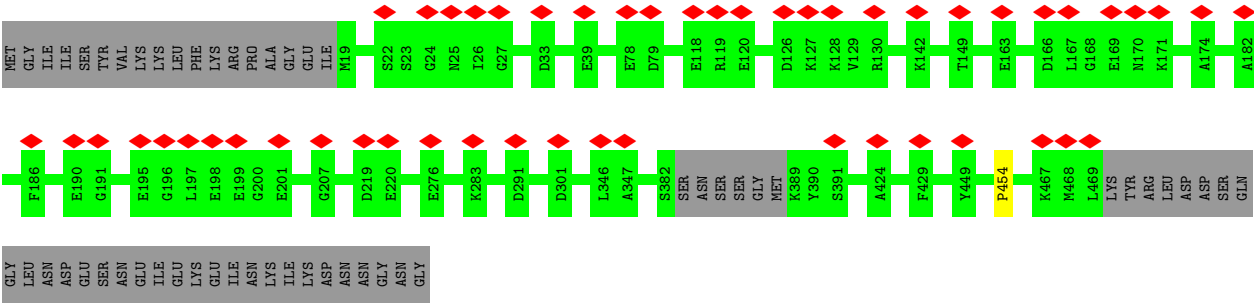 MET GLY ILE ILE SER TYR VAL LYS LYS LEU PHE LYS ARG PRO ALA GLY GLU ILE M19 S22 S23 G24 N25 I26 G27 D33 E39 E78 D79 E118 R119 E120 D126 K127 K128 V129 R130 K142 T149 E163 D166 L167 G168 E169 N170 K171 A174 A182
F186 E190 G191 E195 G196 L197 E198 E199 G200 E201 G207 D219 E220 E276 K283 D291 D301 L346 A347 S382 SER ASN SER SER GLY MET K389 Y390 S391 A424 F429 Y449 P454 K467 M468 L469 LYS TYR ARG LEU ASP ASP SER GLN
GLY LEU ASN ASP GLU SER ASN GLU ILE GLU LYS GLU ILE ASN LYS ILE LYS ASP ASN ASN GLY ASN GLY